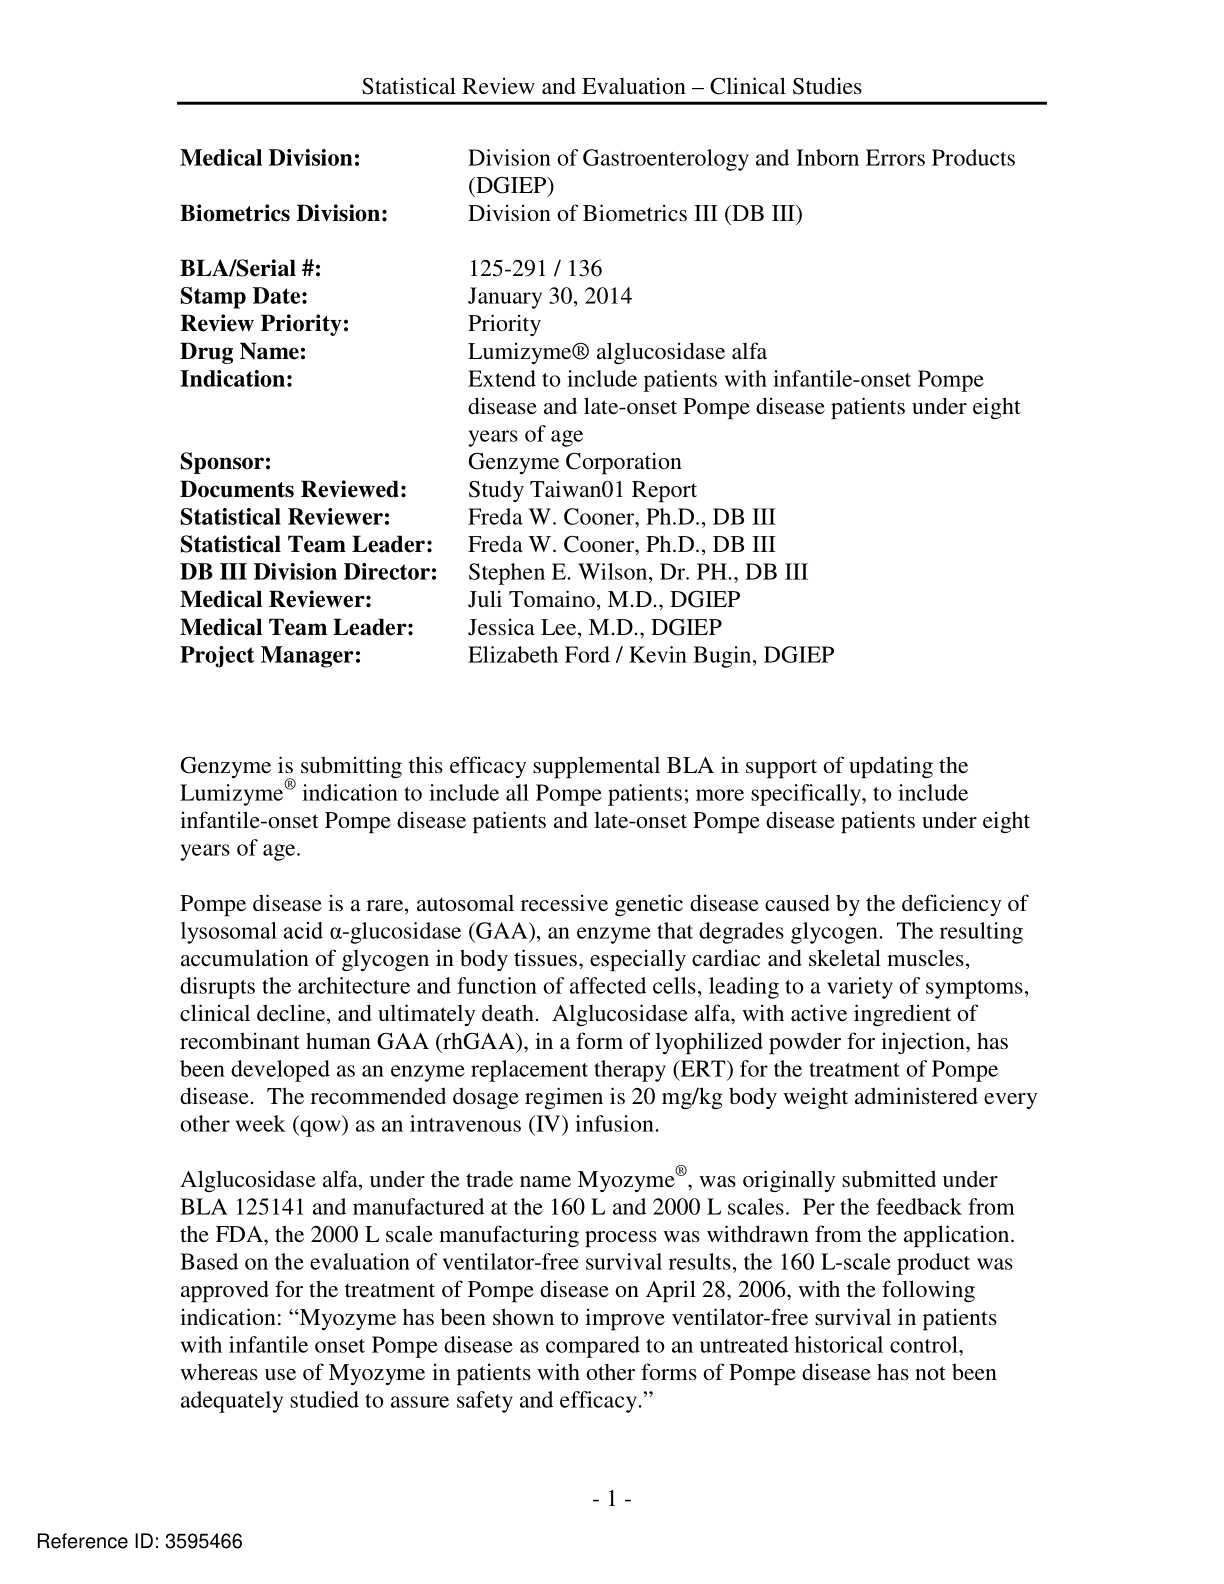 Statistical Review and Evaluation – Clinical Studies
Medical Division: Division of Gastroenterology and Inborn Errors Products
(DGIEP)
Biometrics Division: Division of Biometrics III (DB III)
BLA/Serial #: 125-291 / 136
Stamp Date: January 30, 2014
Review Priority: Priority
Drug Name: Lumizyme® alglucosidase alfa
Indication: Extend to include patients with infantile-onset Pompe
disease and late-onset Pompe disease patients under eight
years of age
Sponsor: Genzyme Corporation
Documents Reviewed: Study Taiwan01 Report
Statistical Reviewer: Freda W. Cooner, Ph.D., DB III
Statistical Team Leader: Freda W. Cooner, Ph.D., DB III
DB III Division Director: Stephen E. Wilson, Dr. PH., DB III
Medical Reviewer: Juli Tomaino, M.D., DGIEP
Medical Team Leader: Jessica Lee, M.D., DGIEP
Project Manager: Elizabeth Ford / Kevin Bugin, DGIEP
Genzyme is submitting this efficacy supplemental BLA in support of updating the
Lumizyme® indication to include all Pompe patients; more specifically, to include
infantile-onset Pompe disease patients and late-onset Pompe disease patients under eight
years of age.
Pompe disease is a rare, autosomal recessive genetic disease caused by the deficiency of
lysosomal acid α-glucosidase (GAA), an enzyme that degrades glycogen. The resulting
accumulation of glycogen in body tissues, especially cardiac and skeletal muscles,
disrupts the architecture and function of affected cells, leading to a variety of symptoms,
clinical decline, and ultimately death. Alglucosidase alfa, with active ingredient of
recombinant human GAA (rhGAA), in a form of lyophilized powder for injection, has
been developed as an enzyme replacement therapy (ERT) for the treatment of Pompe
disease. The recommended dosage regimen is 20 mg/kg body weight administered every
other week (qow) as an intravenous (IV) infusion.
Alglucosidase alfa, under the trade name Myozyme®, was originally submitted under
BLA 125141 and manufactured at the 160 L and 2000 L scales. Per the feedback from
the FDA, the 2000 L scale manufacturing process was withdrawn from the application.
Based on the evaluation of ventilator-free survival results, the 160 L-scale product was
approved for the treatment of Pompe disease on April 28, 2006, with the following
indication: “Myozyme has been shown to improve ventilator-free survival in patients
with infantile onset Pompe disease as compared to an untreated historical control,
whereas use of Myozyme in patients with other forms of Pompe disease has not been
adequately studied to assure safety and efficacy.”
- 1 -
Reference ID: 3595466